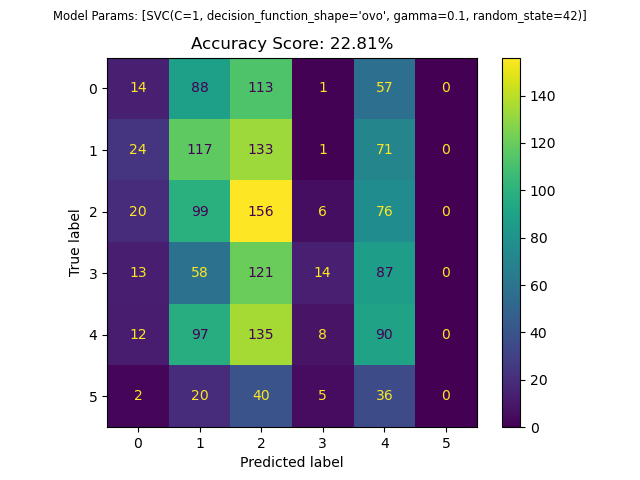 Model Params: [SVC(C=1, decision_function_shape='ovo', gamma=0.1, random_state=42)]
Accuracy Score: 22.81%
0 14 88 113 1 57 0
1 24 117 133 1 71 0
2 20 99 156 6 76 0
3 13 58 121 14 87 0
4 12 97 135 8 90 0
5 2 20 40 5 36 0
0 1 2 3 4 5
Predicted label
True label
140
120
100
80
60
40
20
0